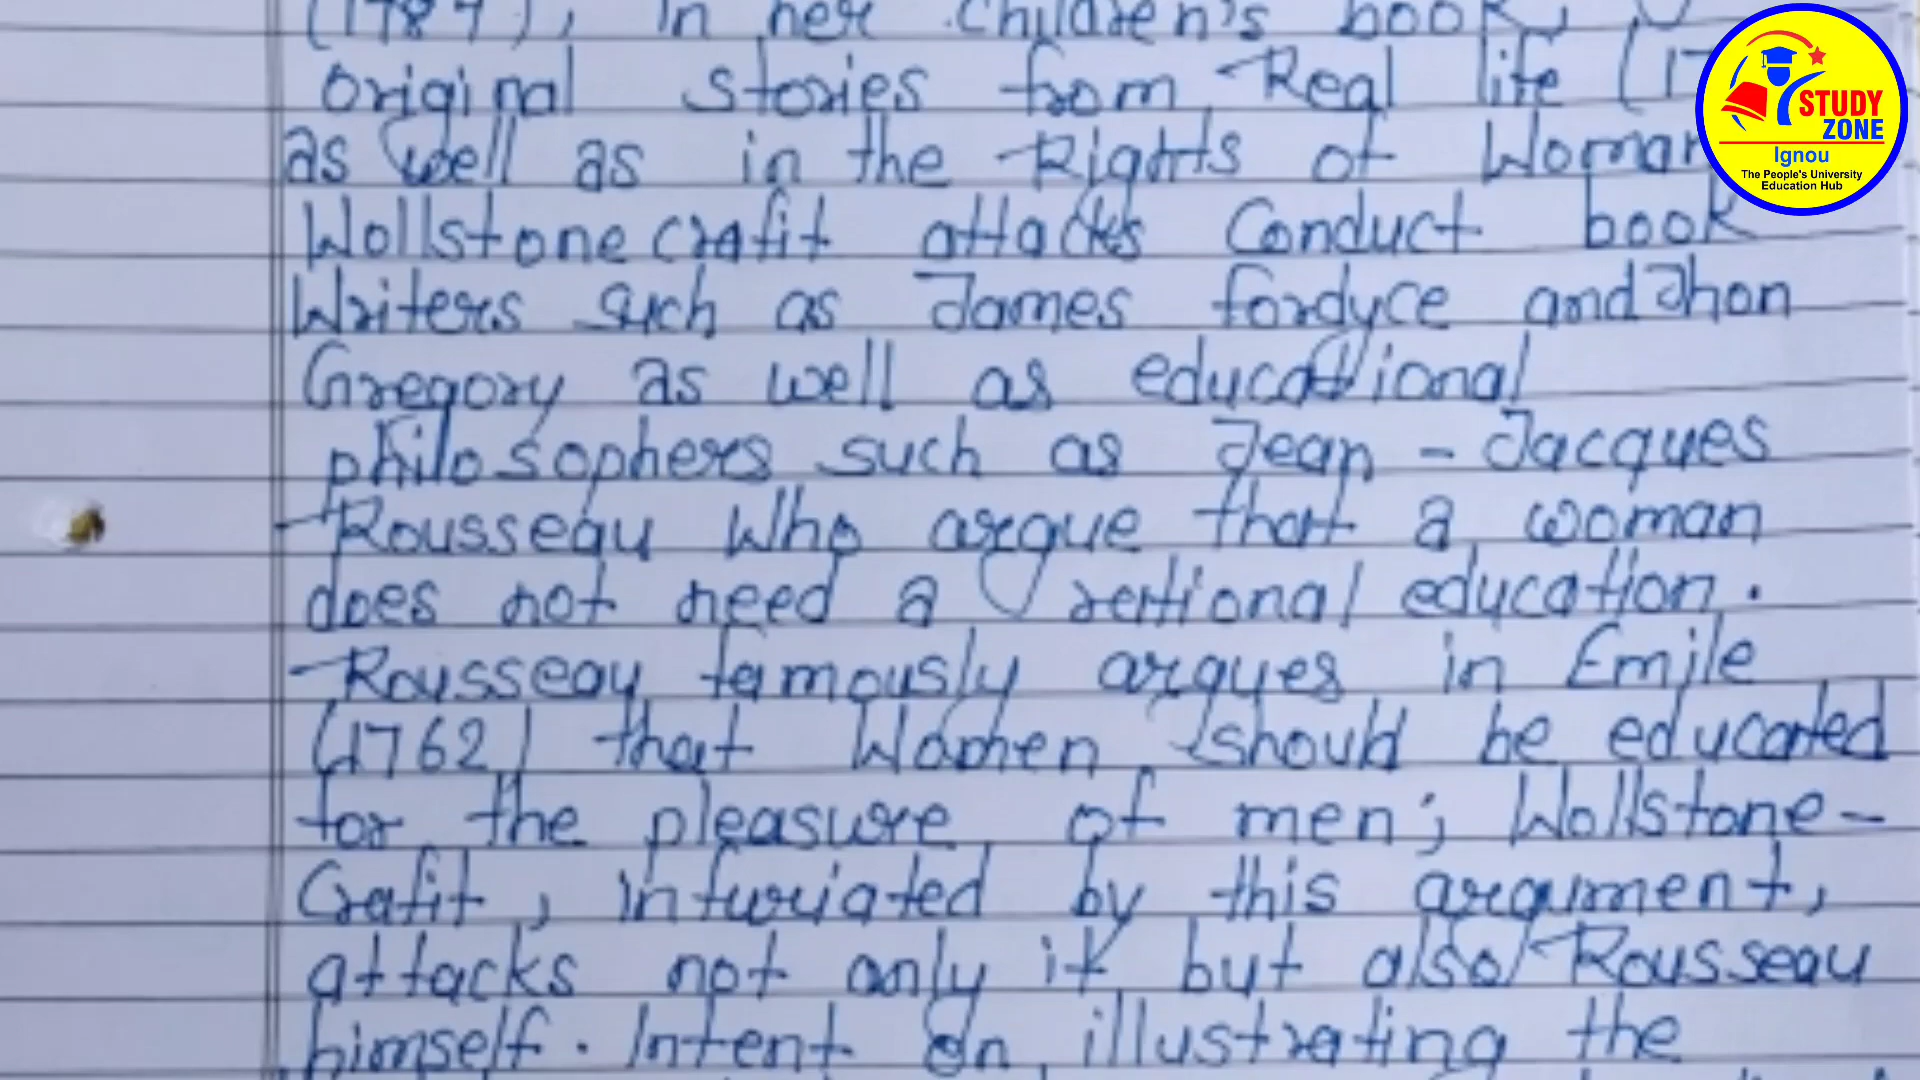 (1787), In her Children's book,
original stories from Real life (17
as well as in the Rights of Woman
Wollstonecrafit attacks Conduct book
Writers such as James fordyce and Jhon
Gregory as well as educational
philosophers such as Jean - Jacques
Rousseau Who argue that a woman
does not need a rational education.
Rousseau famously argues in Emile
(1762) that Women should be educated
for the pleasure of men; Wollstone-
Crafit, infuriated by this argument,
attacks not only it but also Rousseau
himself. Intent on illustrating the
STUDY
ZONE
Ignou
The People's University
Education Hub